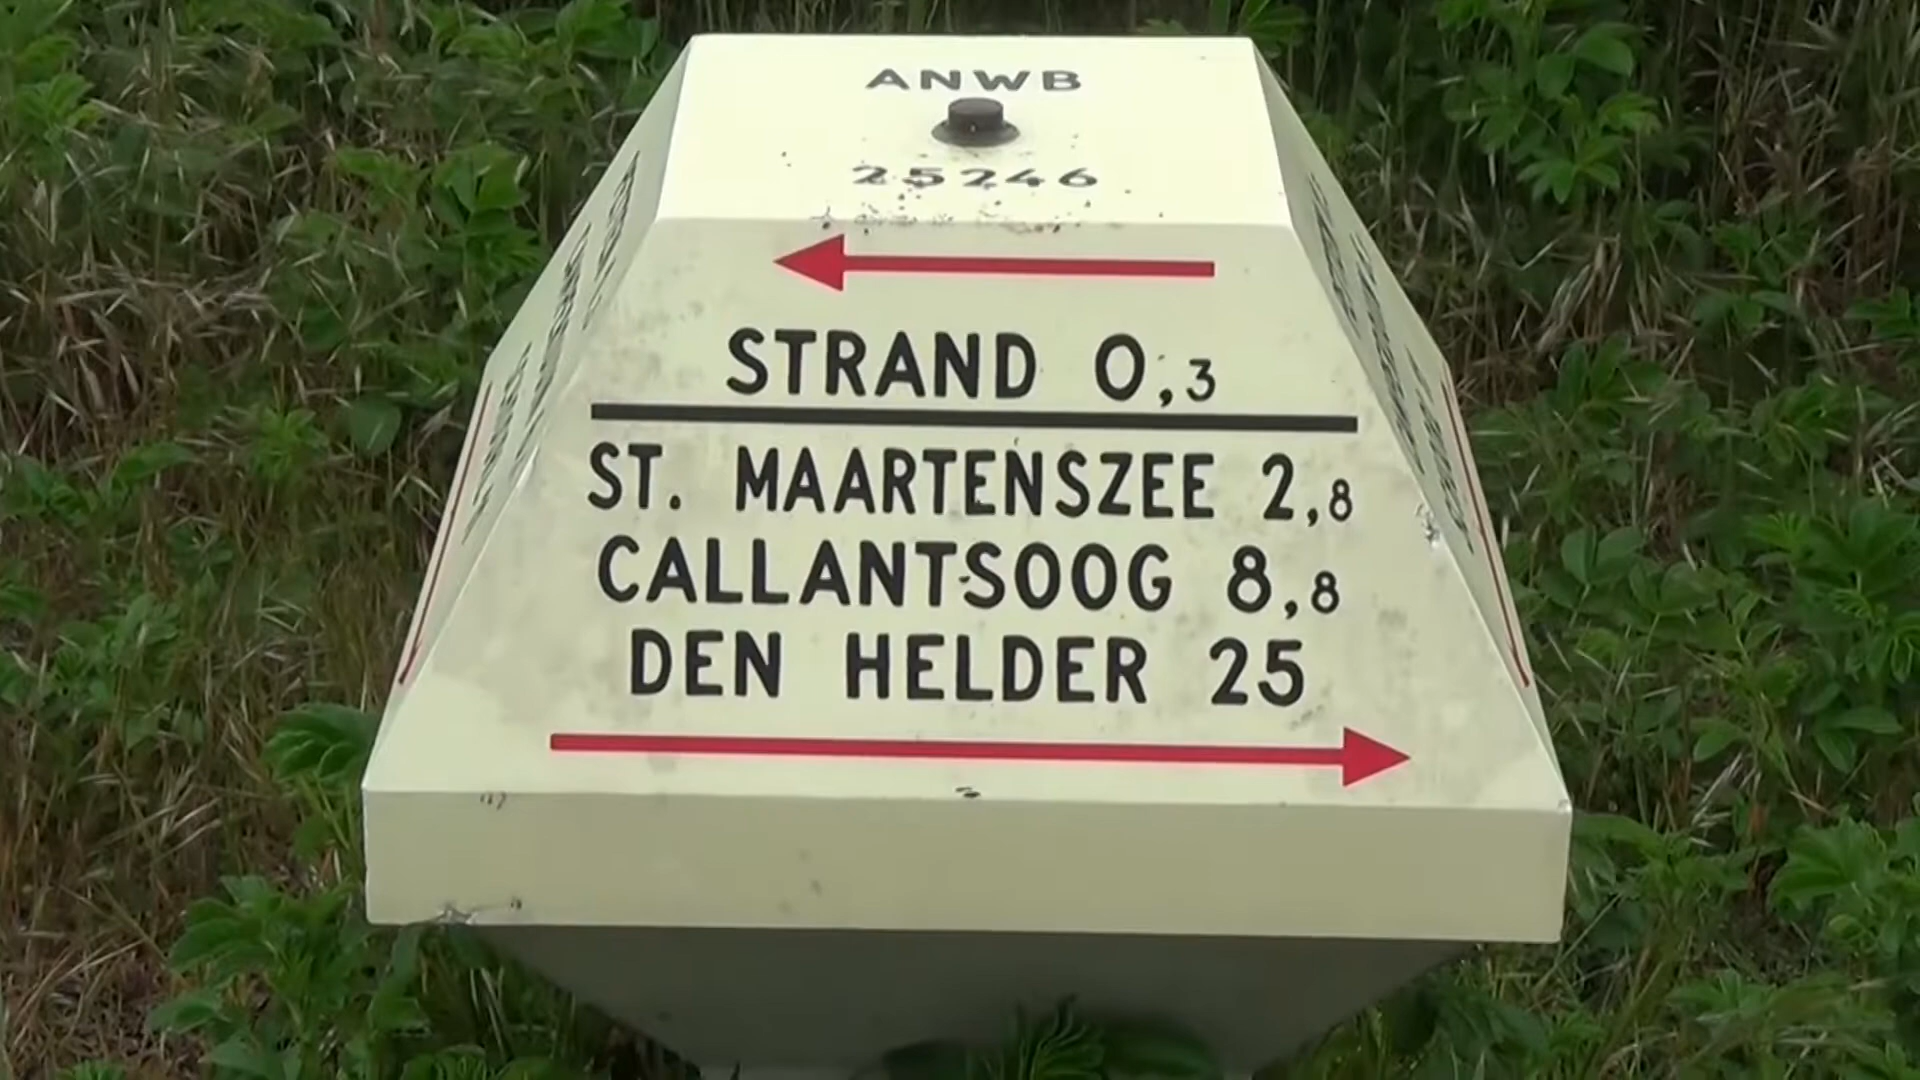 ANWB
25246
STRAND 0,3
ST. MAARTENSZEE 2,8
CALLANTSOOG 8,8
DEN HELDER 25